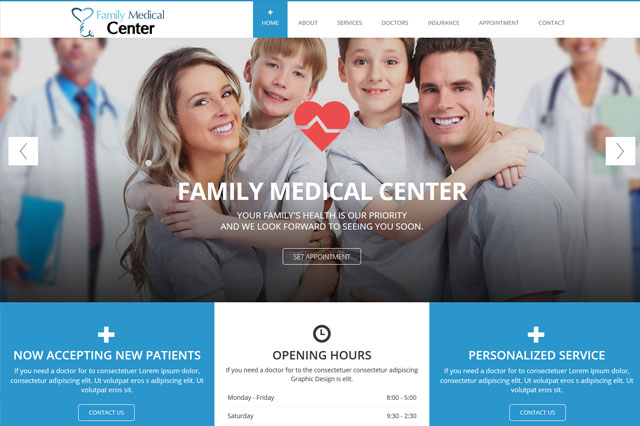 Family Medical
Center
HOME
ABOUT
SERVICES
DOCTORS
INSURANCE
APPOINTMENT
CONTACT
FAMILY MEDICAL CENTER
YOUR FAMILY'S HEALTH IS OUR PRIORITY
AND WE LOOK FORWARD TO SEEING YOU SOON.
SET APPOINTMENT
NOW ACCEPTING NEW PATIENTS
If you need a doctor for to consectetuer Lorem ipsum dolor,
consectetur adipiscing elit. Ut volutpat eros s adipiscing elit. Ut
volutpat eros sit.
CONTACT US
OPENING HOURS
If you need a doctor for to the consectetuer consectetur adipiscing
Graphic Design is elit.
Monday - Friday 8:00 - 5:00
Saturday 9:30 - 2:30
PERSONALIZED SERVICE
If you need a doctor for to consectetuer Lorem ipsum dolor,
consectetur adipiscing elit. Ut volutpat eros s adipiscing elit. Ut
volutpat eros sit.
CONTACT US